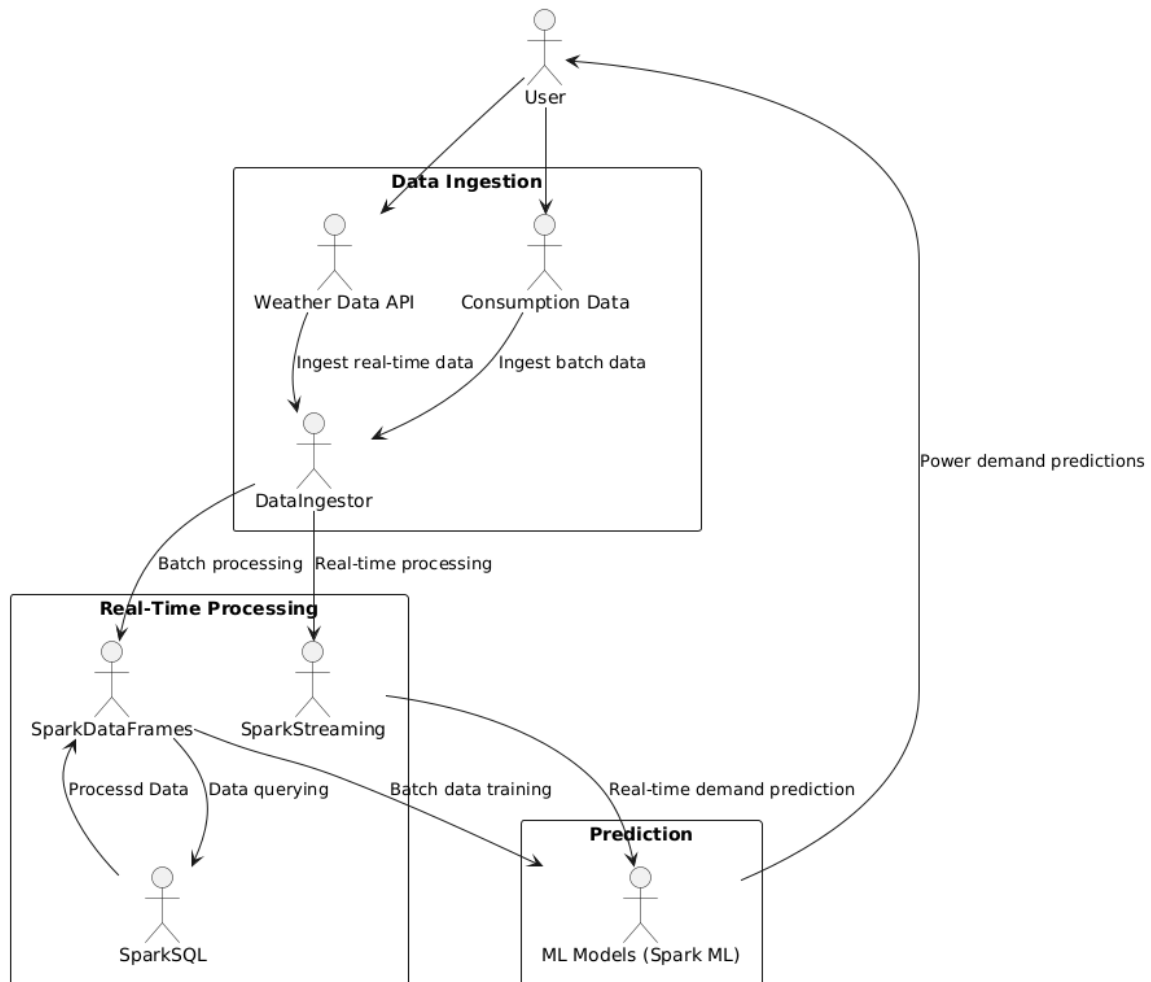 User
Data Ingestion
Weather Data API
Consumption Data
Ingest real-time data
Ingest batch data
DataIngestor
Power demand predictions
Batch processing
Real-time processing
Real-Time Processing
SparkDataFrames
SparkStreaming
Processd Data
Data querying
Batch data training
Real-time demand prediction
Prediction
SparkSQL
ML Models (Spark ML)